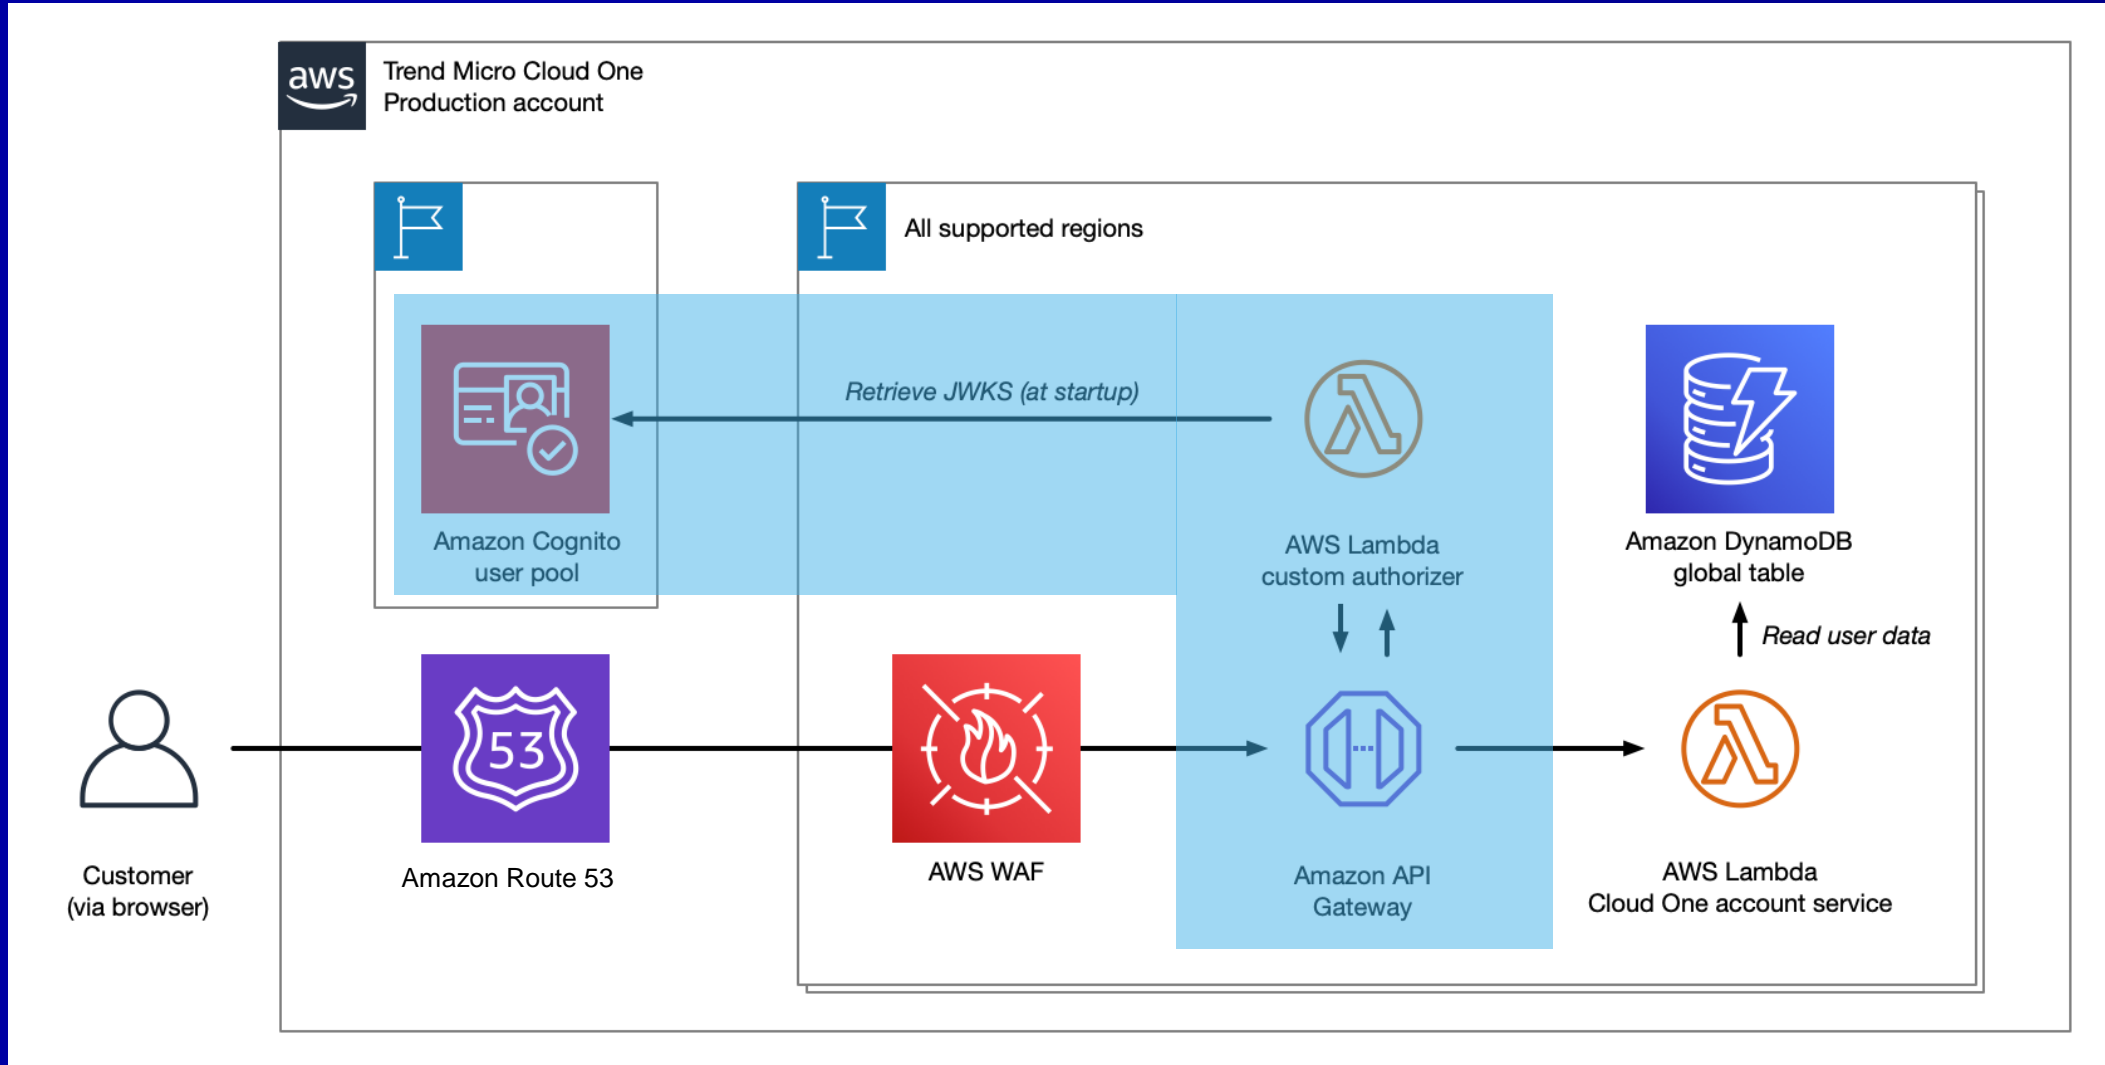 aws
Trend Micro Cloud One
Production account
All supported regions
Retrieve JWKS (at startup)
Amazon Cognito
user pool
AWS Lambda
custom authorizer
Amazon DynamoDB
global table
Read user data
53
Customer
(via browser)
Amazon Route 53
AWS WAF
Amazon API
Gateway
AWS Lambda
Cloud One account service